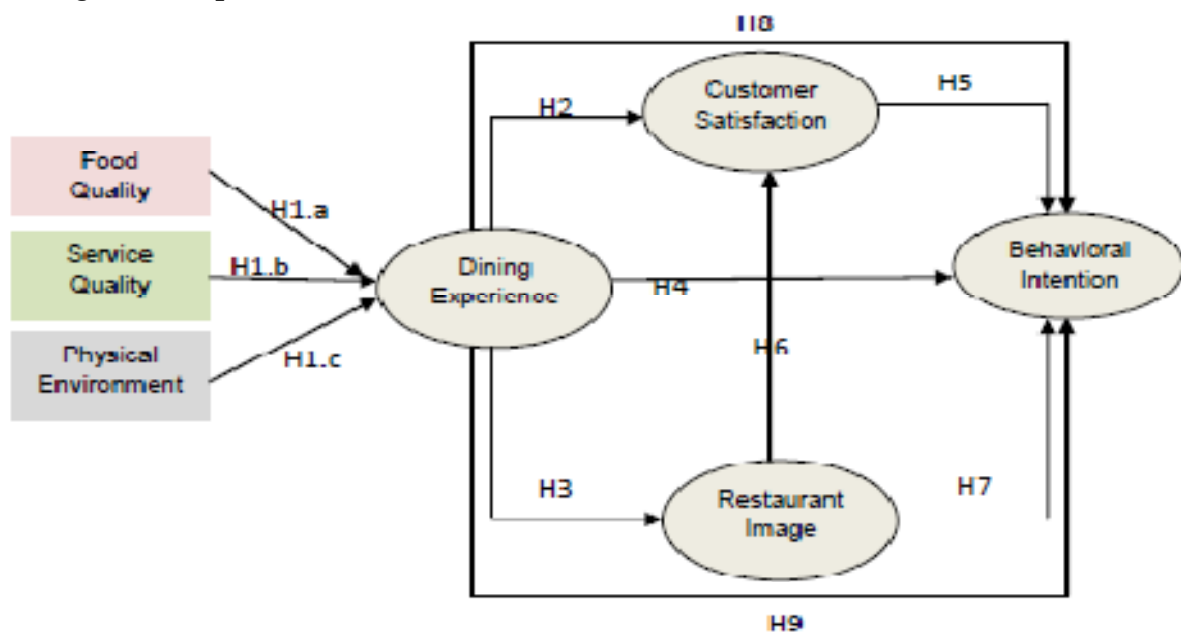 H8
Customer
Satisfaction
H5
H2
Food
Quality
H1.a
Service
Quality
H1.b
Dining
Experience
H4
Behavioral
Intention
Physical
Environment
H1.c
H6
H3
Restaurant
Image
H7
H9